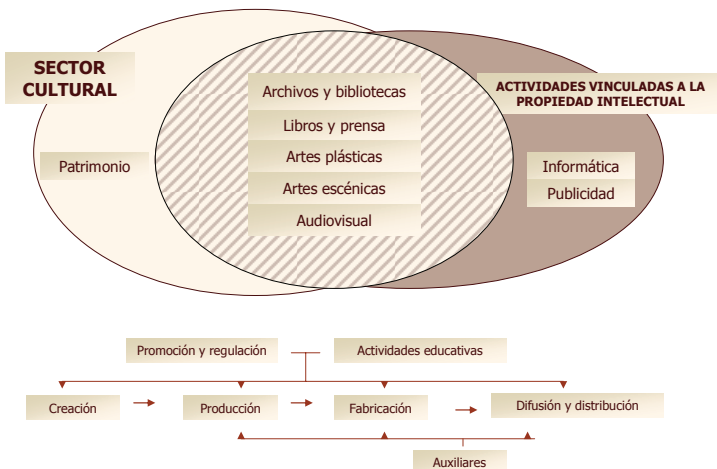 SECTOR
CULTURAL
ACTIVIDADES VINCULADAS A LA
PROPIEDAD INTELECTUAL
Archivos y bibliotecas
Libros y prensa
Artes plásticas
Artes escénicas
Audiovisual
Patrimonio
Informática
Publicidad
Promoción y regulación
Actividades educativas
Creación
Producción
Fabricación
Difusión y distribución
Auxiliares